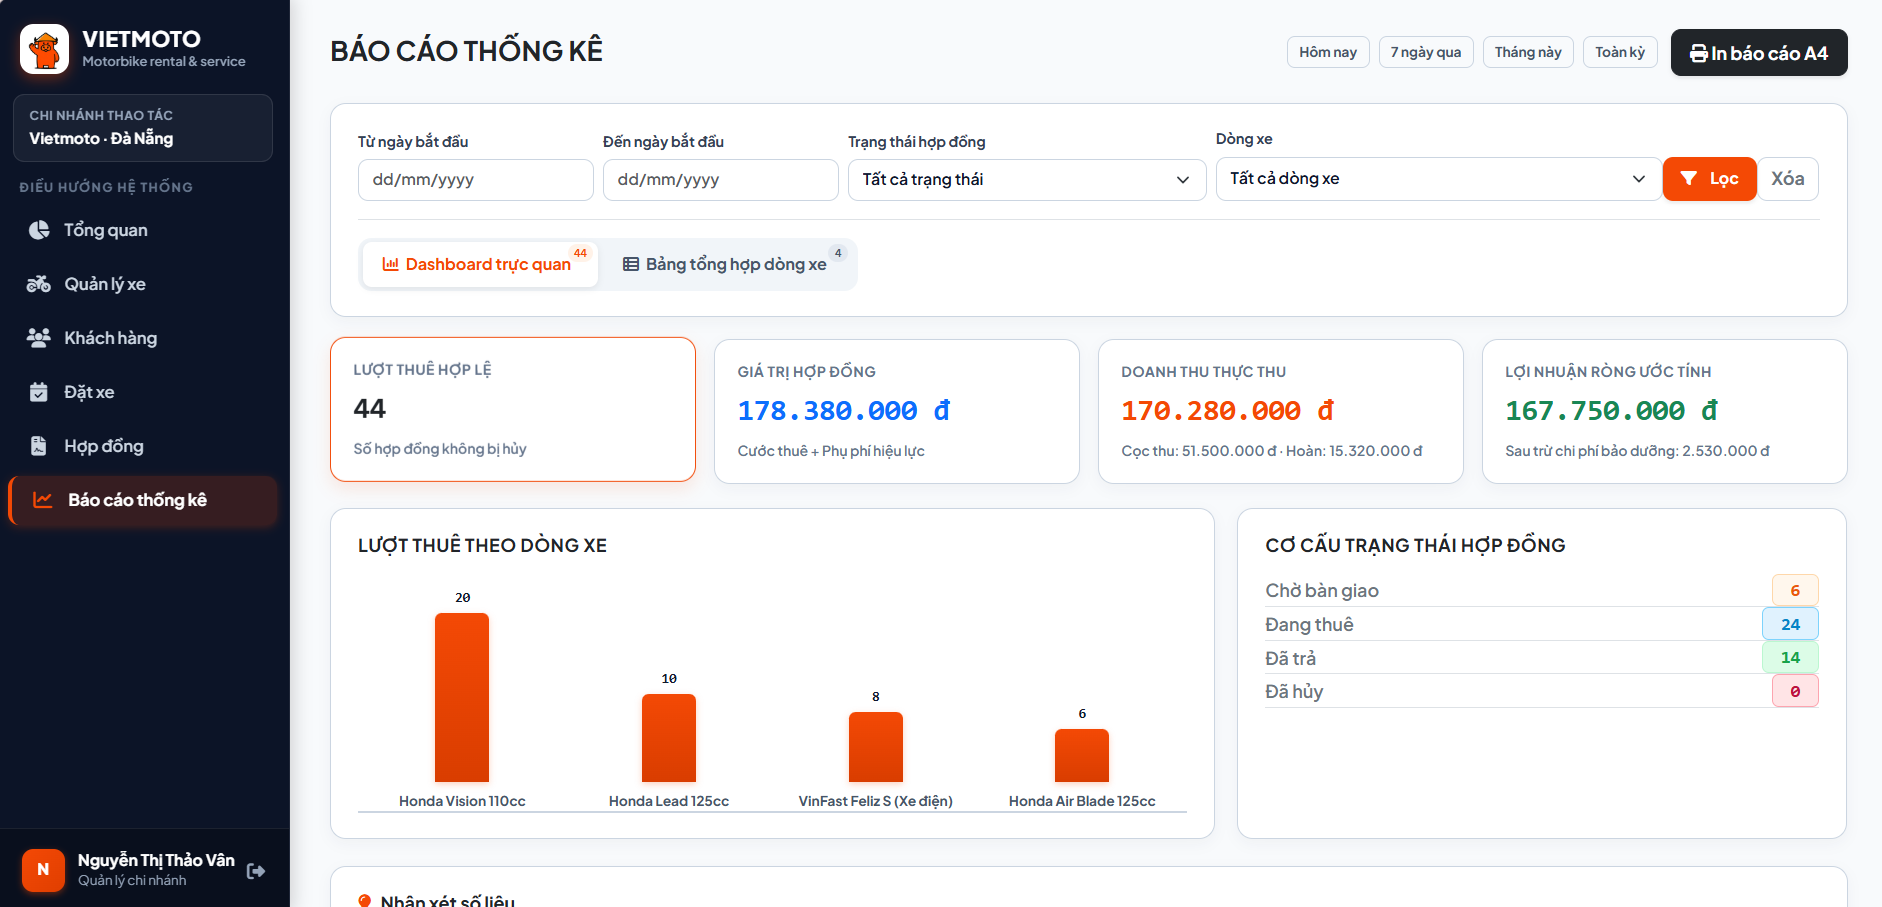 VIETMOTO
Motorbike rental & service
CHI NHÁNH THAO TÁC
Vietmoto · Đà Nẵng
ĐIỀU HƯỚNG HỆ THỐNG
Tổng quan
Quản lý xe
Khách hàng
Đặt xe
Hợp đồng
Báo cáo thống kê
N
Nguyễn Thị Thảo Vân
Quản lý chi nhánh
BÁO CÁO THỐNG KÊ
Hôm nay
7 ngày qua
Tháng này
Toàn kỳ
In báo cáo A4
Từ ngày bắt đầu
dd/mm/yyyy
Đến ngày bắt đầu
dd/mm/yyyy
Trạng thái hợp đồng
Tất cả trạng thái
Dòng xe
Tất cả dòng xe
Lọc
Xóa
Dashboard trực quan 44
Bảng tổng hợp dòng xe 4
LƯỢT THUÊ HỢP LỆ
44
Số hợp đồng không bị hủy
GIÁ TRỊ HỢP ĐỒNG
178.380.000 đ
Cước thuê + Phụ phí hiệu lực
DOANH THU THỰC THU
170.280.000 đ
Cọc thu: 51.500.000 đ · Hoàn: 15.320.000 đ
LỢI NHUẬN RÒNG ƯỚC TÍNH
167.750.000 đ
Sau trừ chi phí bảo dưỡng: 2.530.000 đ
LƯỢT THUÊ THEO DÒNG XE
20
10
8
6
Honda Vision 110cc
Honda Lead 125cc
VinFast Feliz S (Xe điện)
Honda Air Blade 125cc
CƠ CẤU TRẠNG THÁI HỢP ĐỒNG
Chờ bàn giao 6
Đang thuê 24
Đã trả 14
Đã hủy 0
Nhận xét số liệu